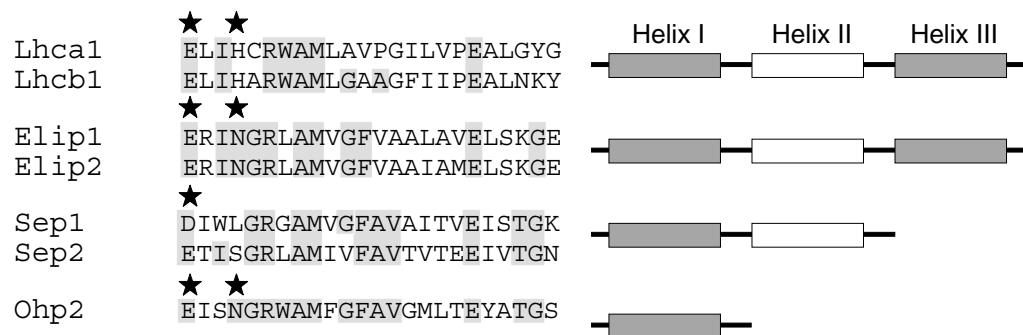 Helix I Helix II Helix III
Lhca1 ELIHCRWAMLAVPGILVPEALGYG
Lhcb1 ELIHARWAMLGAAGFIIPEALNKY
Elip1 ERINGRLAMVGFVAALAVELSKGE
Elip2 ERINGRLAMVGFVAAIAMELSKGE
Sep1 DIWLGRGAMVGFAVAITVEISTGK
Sep2 ETISGRLAMIVFAVTVTEEIVTGN
Ohp2 EISNGRWAMFGFAVGMLTEYATGS